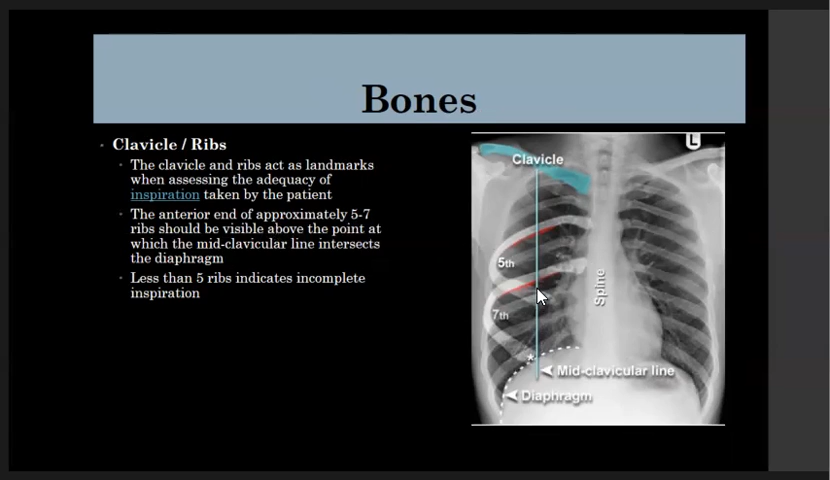 Bones
Clavicle / Ribs
The clavicle and ribs act as landmarks
when assessing the adequacy of
inspiration taken by the patient
The anterior end of approximately 5-7
ribs should be visible above the point at
which the mid-clavicular line intersects
the diaphragm
Less than 5 ribs indicates incomplete
inspiration
L
Clavicle
5th
Spine
7th
*
Mid-clavicular line
Diaphragm